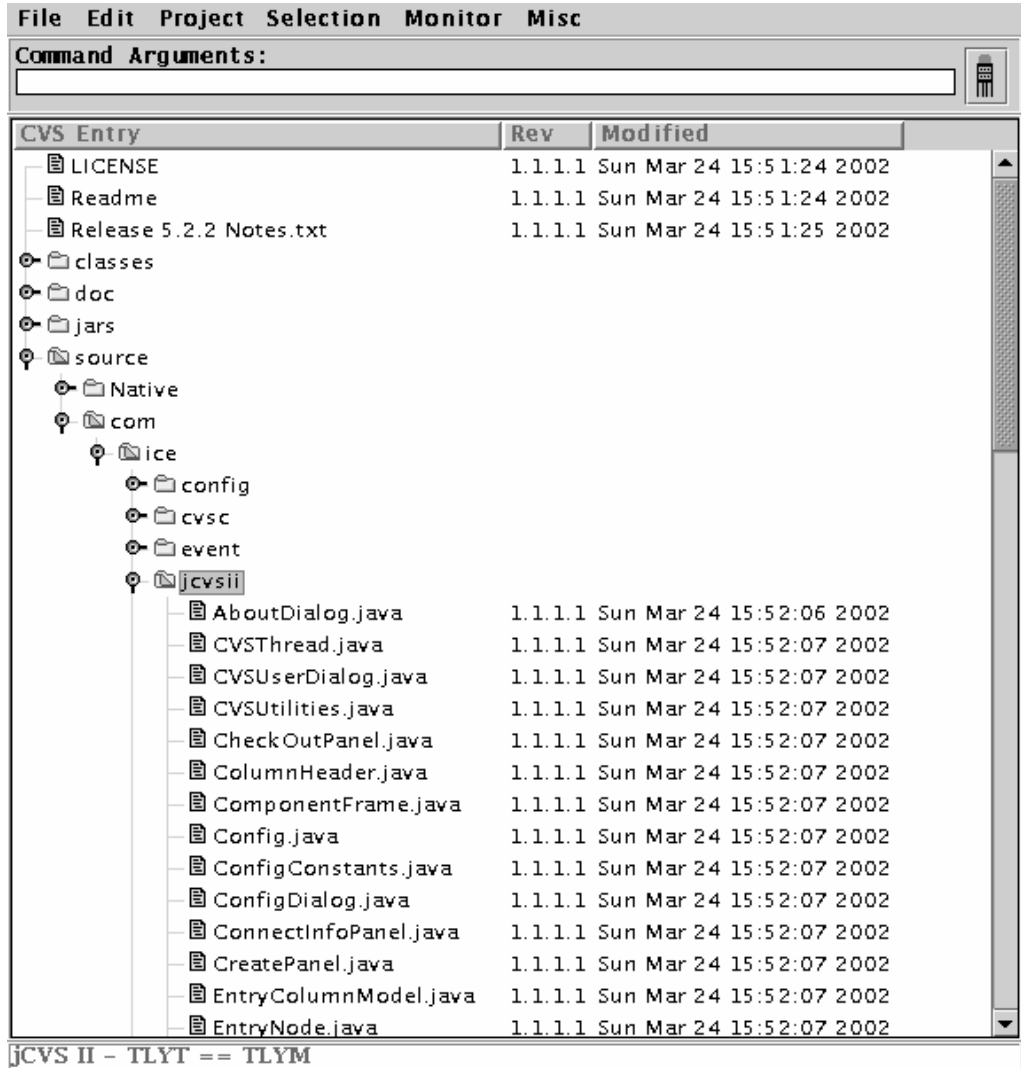 File Edit Project Selection Monitor Misc
Command Arguments:
CVS Entry Rev Modified
LICENSE 1.1.1.1 Sun Mar 24 15:51:24 2002
Readme 1.1.1.1 Sun Mar 24 15:51:24 2002
Release 5.2.2 Notes.txt 1.1.1.1 Sun Mar 24 15:51:25 2002
classes
doc
jars
source
Native
com
ice
config
cvsc
event
jcvsii
AboutDialog.java 1.1.1.1 Sun Mar 24 15:52:06 2002
CVSThread.java 1.1.1.1 Sun Mar 24 15:52:07 2002
CVSUserDialog.java 1.1.1.1 Sun Mar 24 15:52:07 2002
CVSUtilities.java 1.1.1.1 Sun Mar 24 15:52:07 2002
CheckOutPanel.java 1.1.1.1 Sun Mar 24 15:52:07 2002
ColumnHeader.java 1.1.1.1 Sun Mar 24 15:52:07 2002
ComponentFrame.java 1.1.1.1 Sun Mar 24 15:52:07 2002
Config.java 1.1.1.1 Sun Mar 24 15:52:07 2002
ConfigConstants.java 1.1.1.1 Sun Mar 24 15:52:07 2002
ConfigDialog.java 1.1.1.1 Sun Mar 24 15:52:07 2002
ConnectInfoPanel.java 1.1.1.1 Sun Mar 24 15:52:07 2002
CreatePanel.java 1.1.1.1 Sun Mar 24 15:52:07 2002
EntryColumnModel.java 1.1.1.1 Sun Mar 24 15:52:07 2002
EntryNode.java 1.1.1.1 Sun Mar 24 15:52:07 2002
jCVS II – TLYT == TLYM